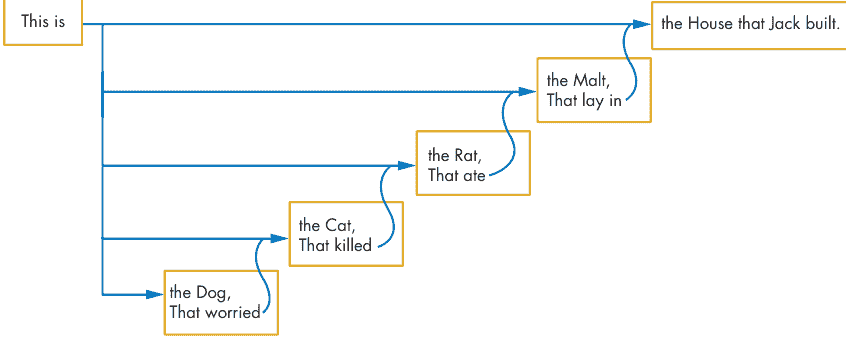 This is
the House that Jack built.
the Malt,
That lay in
the Rat,
That ate
the Cat,
That killed
the Dog,
That worried